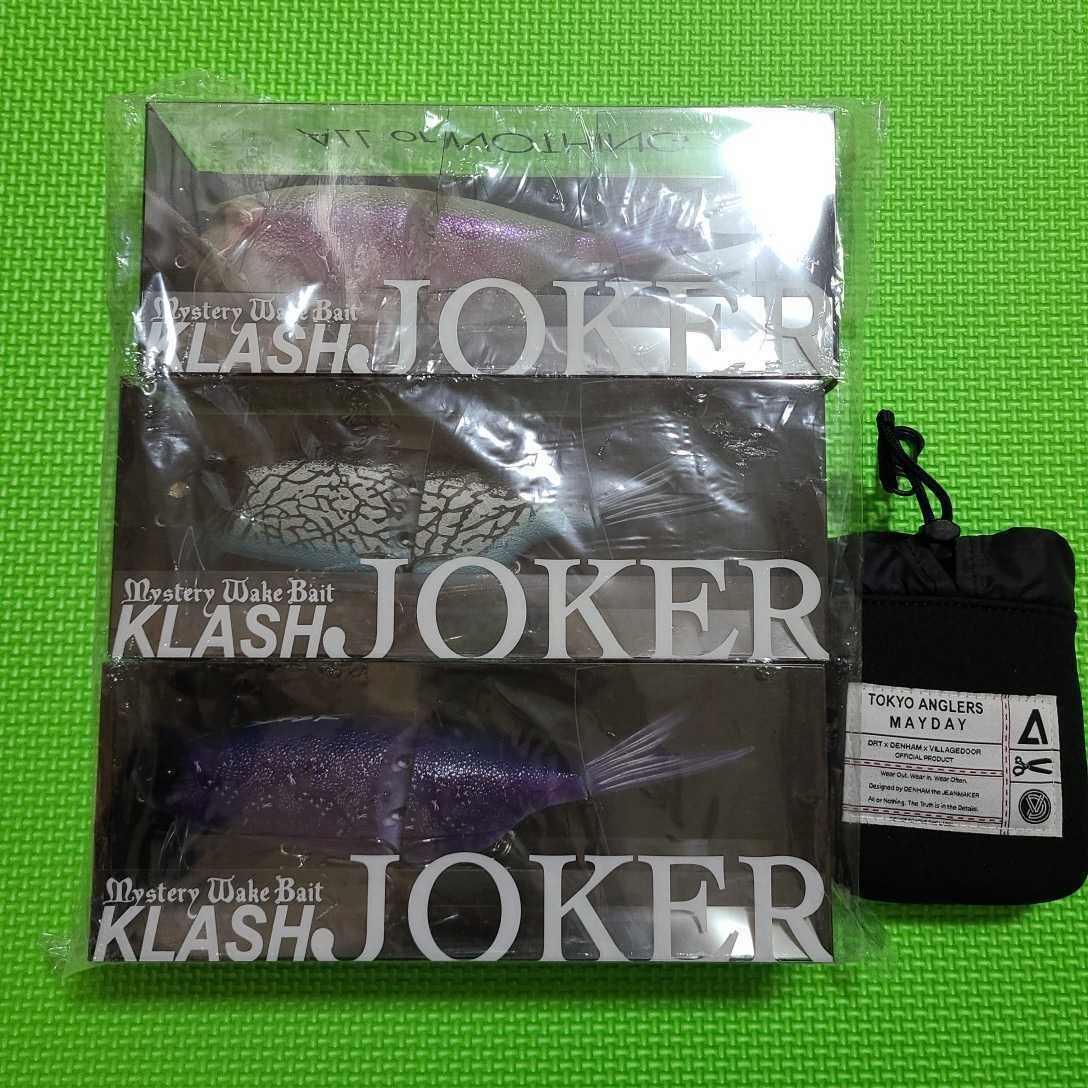 ALL or NOTHING
Mystery Wake Bait
KLASH JOKER
Mystery Wake Bait
KLASH JOKER
Mystery Wake Bait
KLASH JOKER
TOKYO ANGLERS
MAYDAY
DRT x DENHAM x VILLAGEDOOR
OFFICIAL PRODUCT
Wear Out. Wear In. Wear Often.
Designed by DENHAM the JEANMAKER
All or Nothing. The Truth is in the Details.